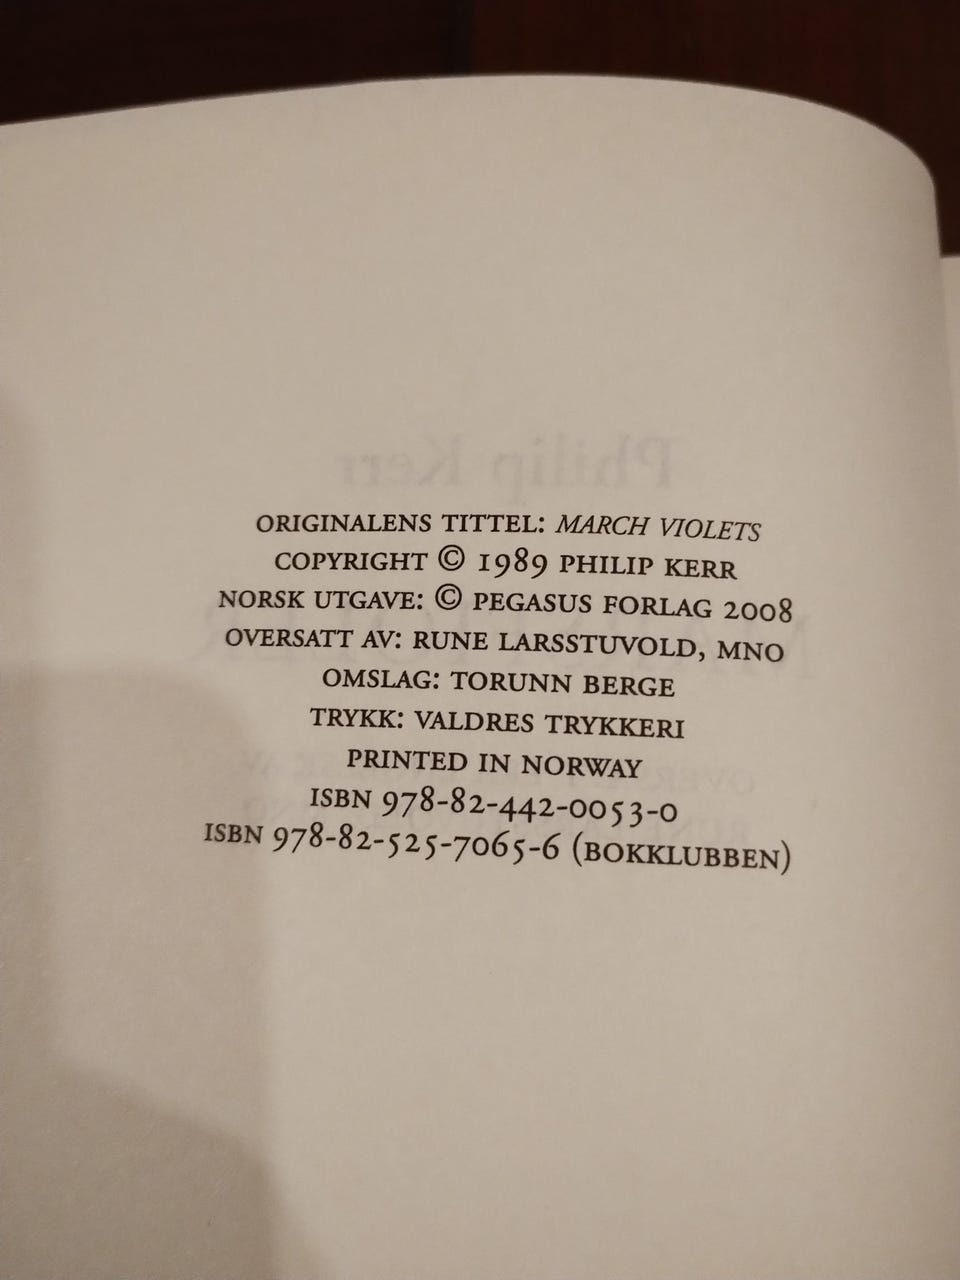 Philip Kerr
ORIGINALENS TITTEL: MARCH VIOLETS
COPYRIGHT © 1989 PHILIP KERR
NORSK UTGAVE: © PEGASUS FORLAG 2008
OVERSATT AV: RUNE LARSSTUVOLD, MNO
OMSLAG: TORUNN BERGE
TRYKK: VALDRES TRYKKERI
PRINTED IN NORWAY
ISBN 978-82-442-0053-0
ISBN 978-82-525-7065-6 (BOKKLUBBEN)